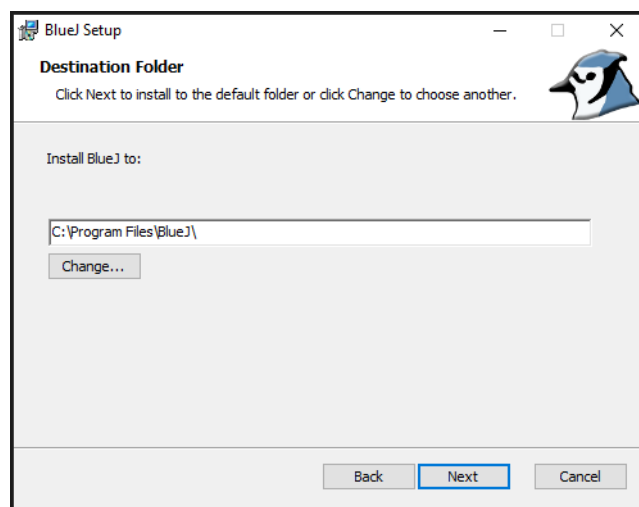 BlueJ Setup
Destination Folder
Click Next to install to the default folder or click Change to choose another.
Install BlueJ to:
C:\Program Files\BlueJ\
Change...
Back Next Cancel